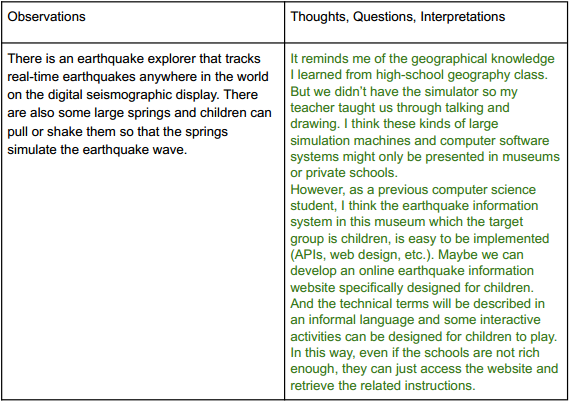 Observations
Thoughts, Questions, Interpretations
There is an earthquake explorer that tracks
real-time earthquakes anywhere in the world
on the digital seismographic display. There
are also some large springs and children can
pull or shake them so that the springs
simulate the earthquake wave.
It reminds me of the geographical knowledge
I learned from high-school geography class.
But we didn’t have the simulator so my
teacher taught us through talking and
drawing. I think these kinds of large
simulation machines and computer software
systems might only be presented in museums
or private schools.
However, as a previous computer science
student, I think the earthquake information
system in this museum which the target
group is children, is easy to be implemented
(APIs, web design, etc.). Maybe we can
develop an online earthquake information
website specifically designed for children.
And the technical terms will be described in
an informal language and some interactive
activities can be designed for children to play.
In this way, even if the schools are not rich
enough, they can just access the website and
retrieve the related instructions.